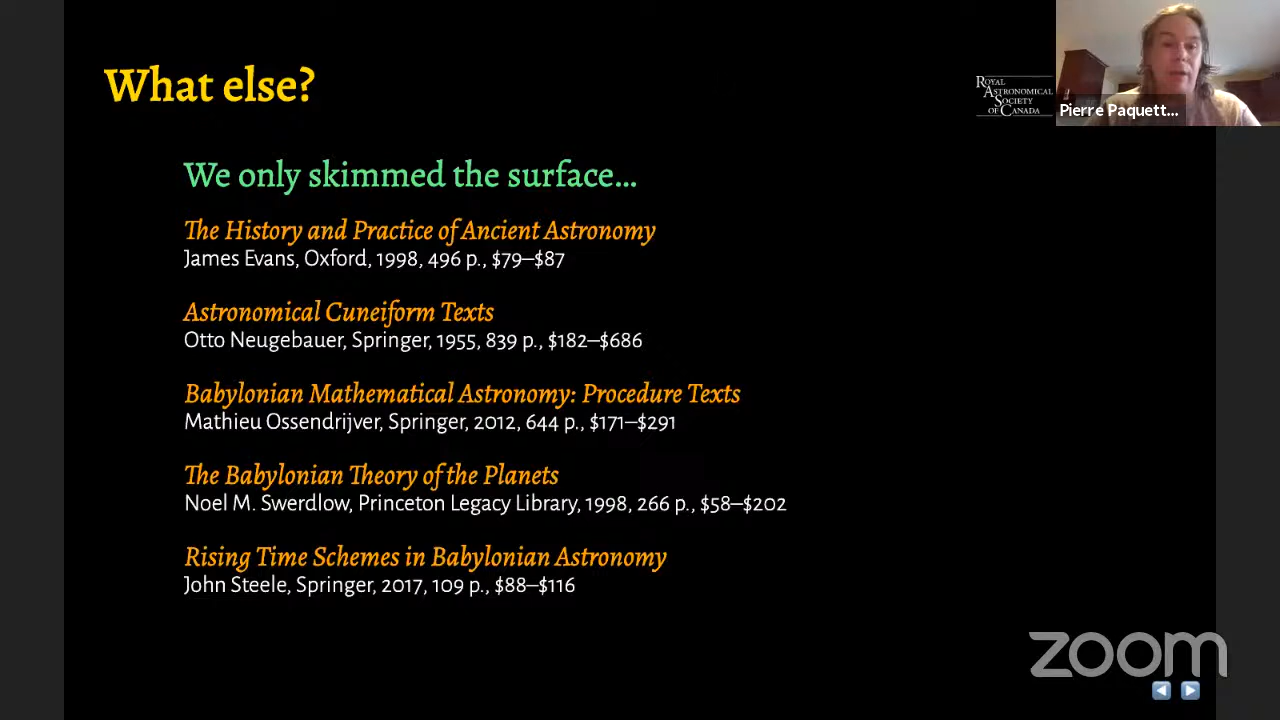 What else?
ROYAL
ASTRONOMICAL
SOCIETY
OF CANADA
Pierre Paquett...
We only skimmed the surface...
The History and Practice of Ancient Astronomy
James Evans, Oxford, 1998, 496 p., $79–$87
Astronomical Cuneiform Texts
Otto Neugebauer, Springer, 1955, 839 p., $182–$686
Babylonian Mathematical Astronomy: Procedure Texts
Mathieu Ossendrijver, Springer, 2012, 644 p., $171–$291
The Babylonian Theory of the Planets
Noel M. Swerdlow, Princeton Legacy Library, 1998, 266 p., $58–$202
Rising Time Schemes in Babylonian Astronomy
John Steele, Springer, 2017, 109 p., $88–$116
zoom